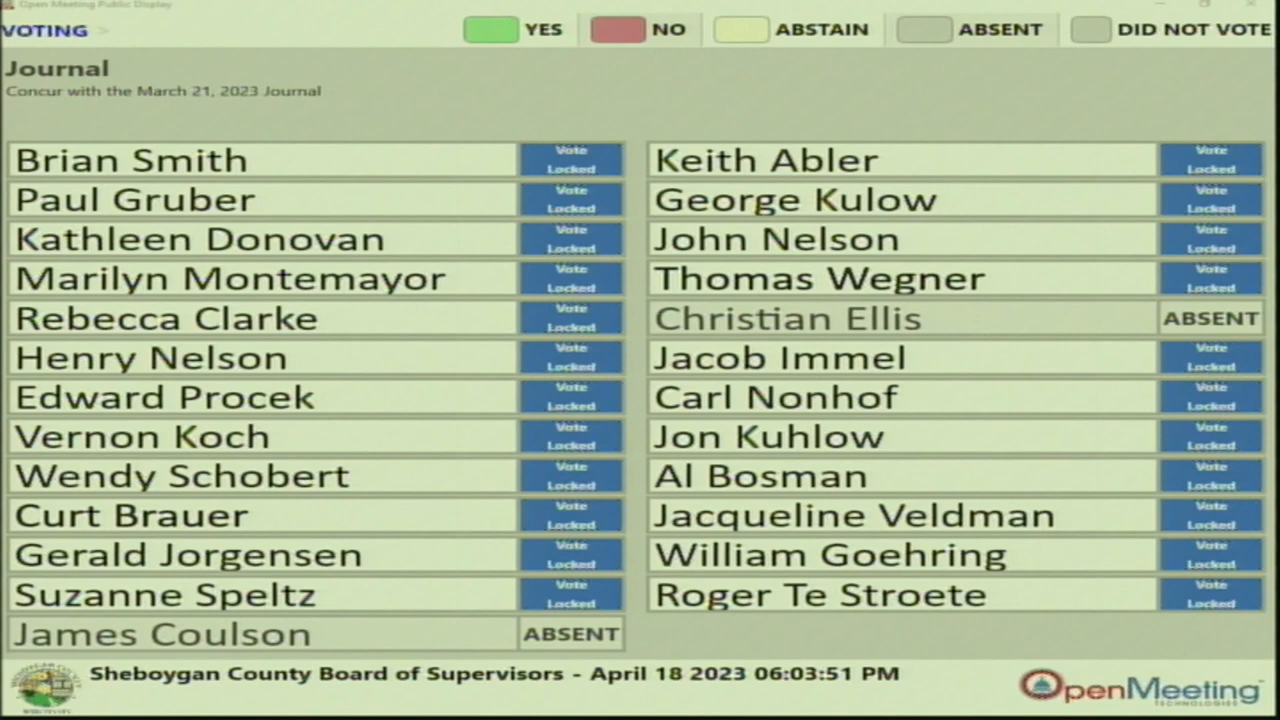 Open Meeting Public Display
VOTING >
YES
NO
ABSTAIN
ABSENT
DID NOT VOTE
Journal
Concur with the March 21, 2023 Journal
Brian Smith Vote Locked
Paul Gruber Vote Locked
Kathleen Donovan Vote Locked
Marilyn Montemayor Vote Locked
Rebecca Clarke Vote Locked
Henry Nelson Vote Locked
Edward Procek Vote Locked
Vernon Koch Vote Locked
Wendy Schobert Vote Locked
Curt Brauer Vote Locked
Gerald Jorgensen Vote Locked
Suzanne Speltz Vote Locked
James Coulson ABSENT
Keith Abler Vote Locked
George Kulow Vote Locked
John Nelson Vote Locked
Thomas Wegner Vote Locked
Christian Ellis ABSENT
Jacob Immel Vote Locked
Carl Nonhof Vote Locked
Jon Kuhlow Vote Locked
Al Bosman Vote Locked
Jacqueline Veldman Vote Locked
William Goehring Vote Locked
Roger Te Stroete Vote Locked
Sheboygan County Board of Supervisors - April 18 2023 06:03:51 PM
OpenMeeting
TECHNOLOGIES